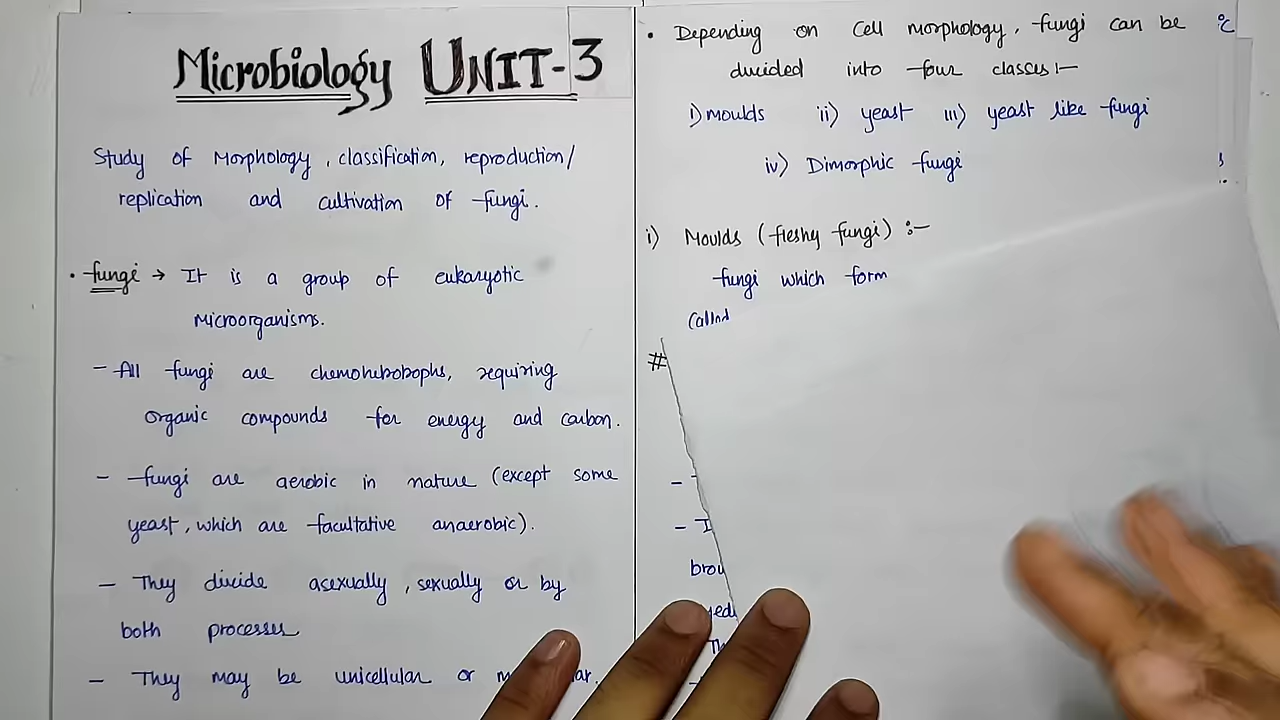 Microbiology UNIT-3
Study of Morphology, classification, reproduction/
replication and cultivation of fungi.
• fungi → It is a group of eukaryotic
microorganisms.
- All fungi are chemoheterotrophs, requiring
organic compounds for energy and carbon.
- fungi are aerobic in nature (except some
yeast, which are facultative anaerobic).
- They divide asexually, sexually or by
both processes
- They may be unicellular or
• Depending on cell morphology, fungi can be
divided into four classes:-
i) moulds ii) yeast iii) yeast like fungi
iv) Dimorphic fungi
i) Moulds (fleshy fungi) :-
fungi which form
called
#
- I
brow
°C